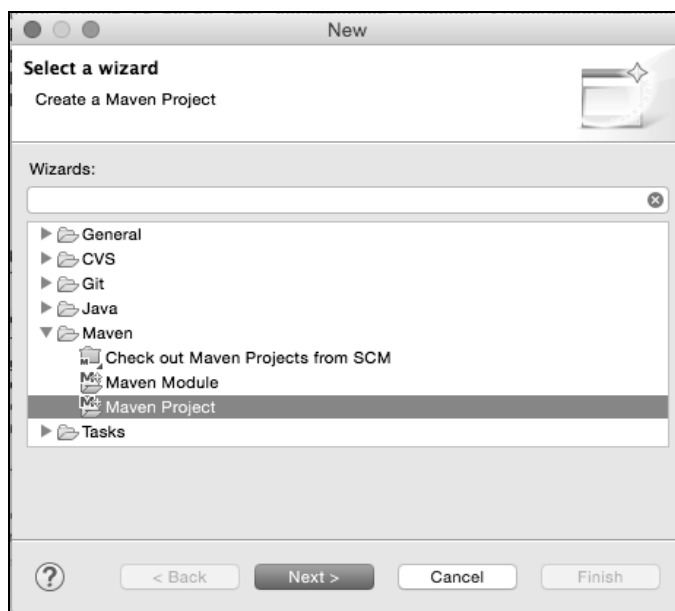 New
Select a wizard
Create a Maven Project
Wizards:
General
CVS
Git
Java
Maven
Check out Maven Projects from SCM
Maven Module
Maven Project
Tasks
? < Back Next > Cancel Finish